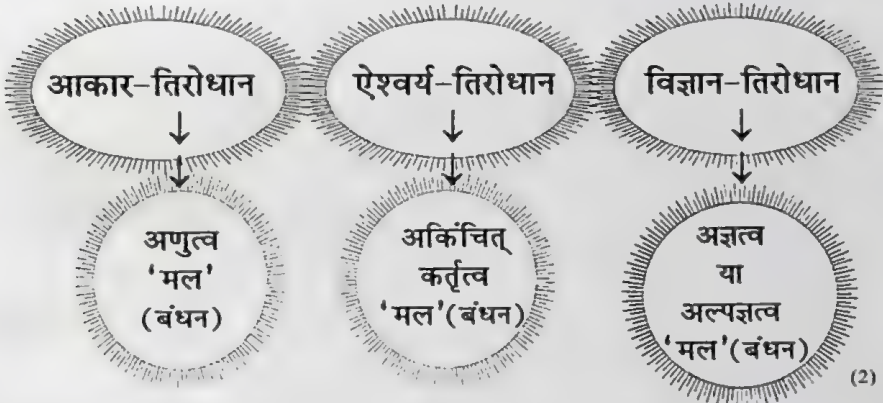 आकार-तिरोधान
ऐश्वर्य-तिरोधान
विज्ञान-तिरोधान
↓
↓
↓
↓
↓
↓
अणुत्व
'मल'
(बंधन)
अकिंचित्
कर्तृत्व
'मल' (बंधन)
अज्ञत्व
या
अल्पज्ञत्व
'मल' (बंधन)
(2)